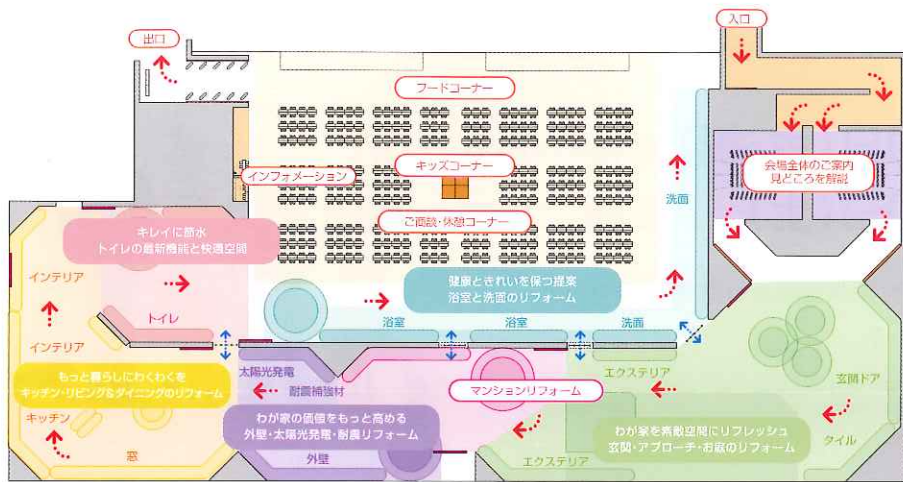 出口
入口
フードコーナー
キッズコーナー
インフォメーション
ご面談・休憩コーナー
洗面
会場全体のご案内
見どころを解説
キレイに節水
トイレの最新機能と快適空間
インテリア
トイレ
インテリア
健康ときれいを保つ提案
浴室と洗面のリフォーム
浴室
浴室
洗面
もっと暮らしにわくわくを
キッチン・リビング&ダイニングのリフォーム
キッチン
窓
太陽光発電
耐震補強材
わが家の価値をもっと高める
外壁・太陽光発電・耐震リフォーム
外壁
マンションリフォーム
エクステリア
玄関ドア
わが家を素敵空間にリフレッシュ
玄関・アプローチ・お庭のリフォーム
エクステリア
タイル